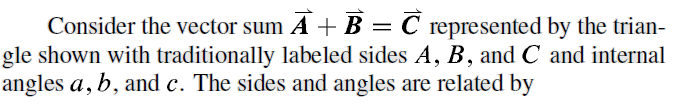 Consider the vector sum A⃗ + B⃗ = C⃗ represented by the trian-
gle shown with traditionally labeled sides A, B, and C and internal
angles a, b, and c. The sides and angles are related by